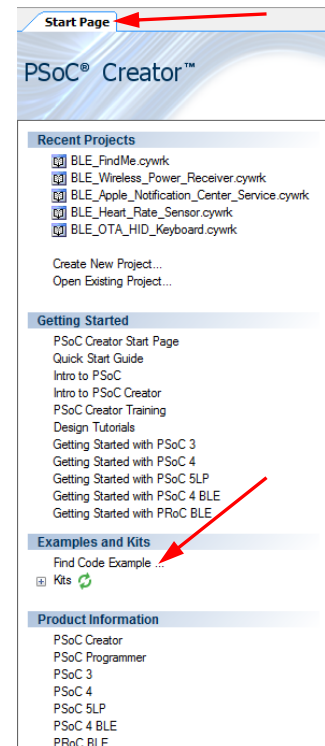 Start Page
PSoC® Creator™
Recent Projects
BLE_FindMe.cywrk
BLE_Wireless_Power_Receiver.cywrk
BLE_Apple_Notification_Center_Service.cywrk
BLE_Heart_Rate_Sensor.cywrk
BLE_OTA_HID_Keyboard.cywrk
Create New Project...
Open Existing Project...
Getting Started
PSoC Creator Start Page
Quick Start Guide
Intro to PSoC
Intro to PSoC Creator
PSoC Creator Training
Design Tutorials
Getting Started with PSoC 3
Getting Started with PSoC 4
Getting Started with PSoC 5LP
Getting Started with PSoC 4 BLE
Getting Started with PRoC BLE
Examples and Kits
Find Code Example ...
Kits
Product Information
PSoC Creator
PSoC Programmer
PSoC 3
PSoC 4
PSoC 5LP
PSoC 4 BLE
PRoC BLE